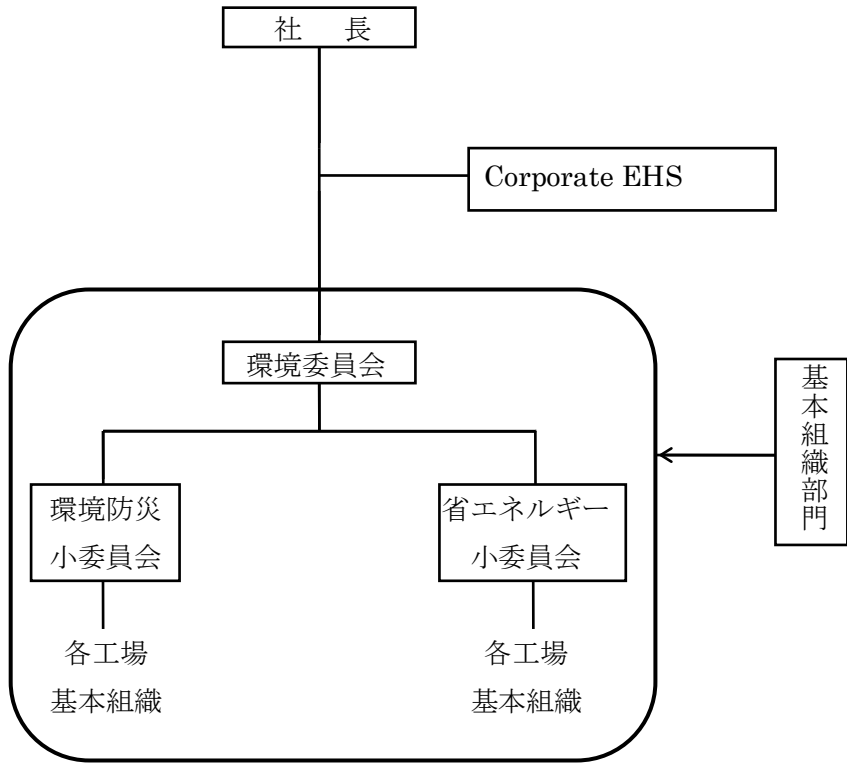 社　長
Corporate EHS
環境委員会
基本組織部門
環境防災
小委員会
省エネルギー
小委員会
各工場
基本組織
各工場
基本組織